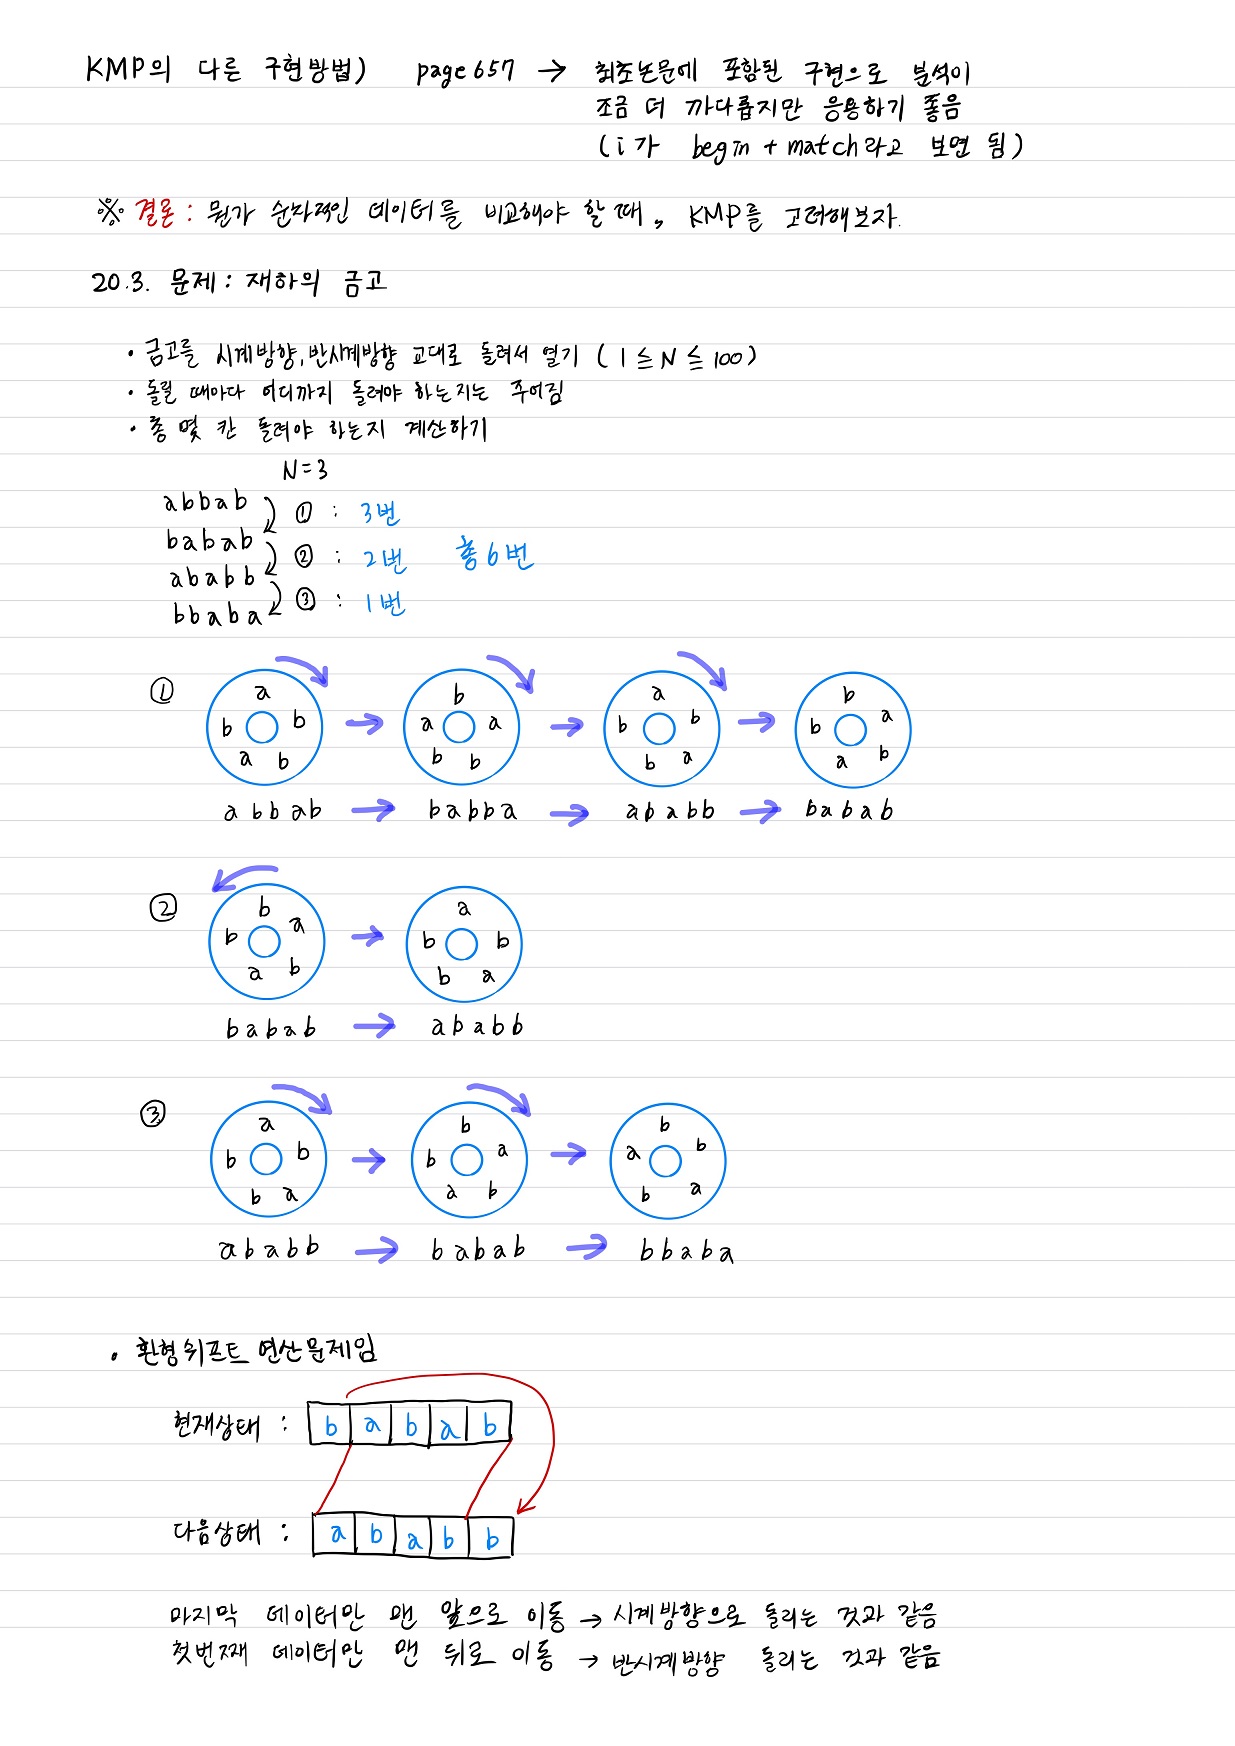 KMP의 다른 구현방법) page 657 → 최초논문에 포함된 구현으로 분석이
조금 더 까다롭지만 응용하기 좋음
(i가 begin + match라고 보면 됨)
※ 결론 : 뭔가 순차적인 데이터를 비교해야 할 때, KMP를 고려해보자.
20.3. 문제 : 재하의 금고
• 금고를 시계방향, 반시계방향 교대로 돌려서 열기 ( 1 ≦ N ≦ 100 )
• 돌릴 때마다 어디까지 돌려야 하는지는 주어짐
• 총 몇 칸 돌려야 하는지 계산하기
N = 3
abbab
① : 3번
babab
② : 2번 총 6번
ababb
③ : 1번
bbaba
①
a b b a b
b a b b a
a b a b b
b a b a b
abbab → babba → ababb → babab
②
b a b a b
a b a b b
babab → ababb
③
a b a b b
b a b a b
b b a b a
ababb → babab → bbaba
• 환형 쉬프트 연산문제임
현재상태 : b a b a b
다음상태 : a b a b b
마지막 데이터만 맨 앞으로 이동 → 시계방향으로 돌리는 것과 같음
첫번째 데이터만 맨 뒤로 이동 → 반시계방향 돌리는 것과 같음